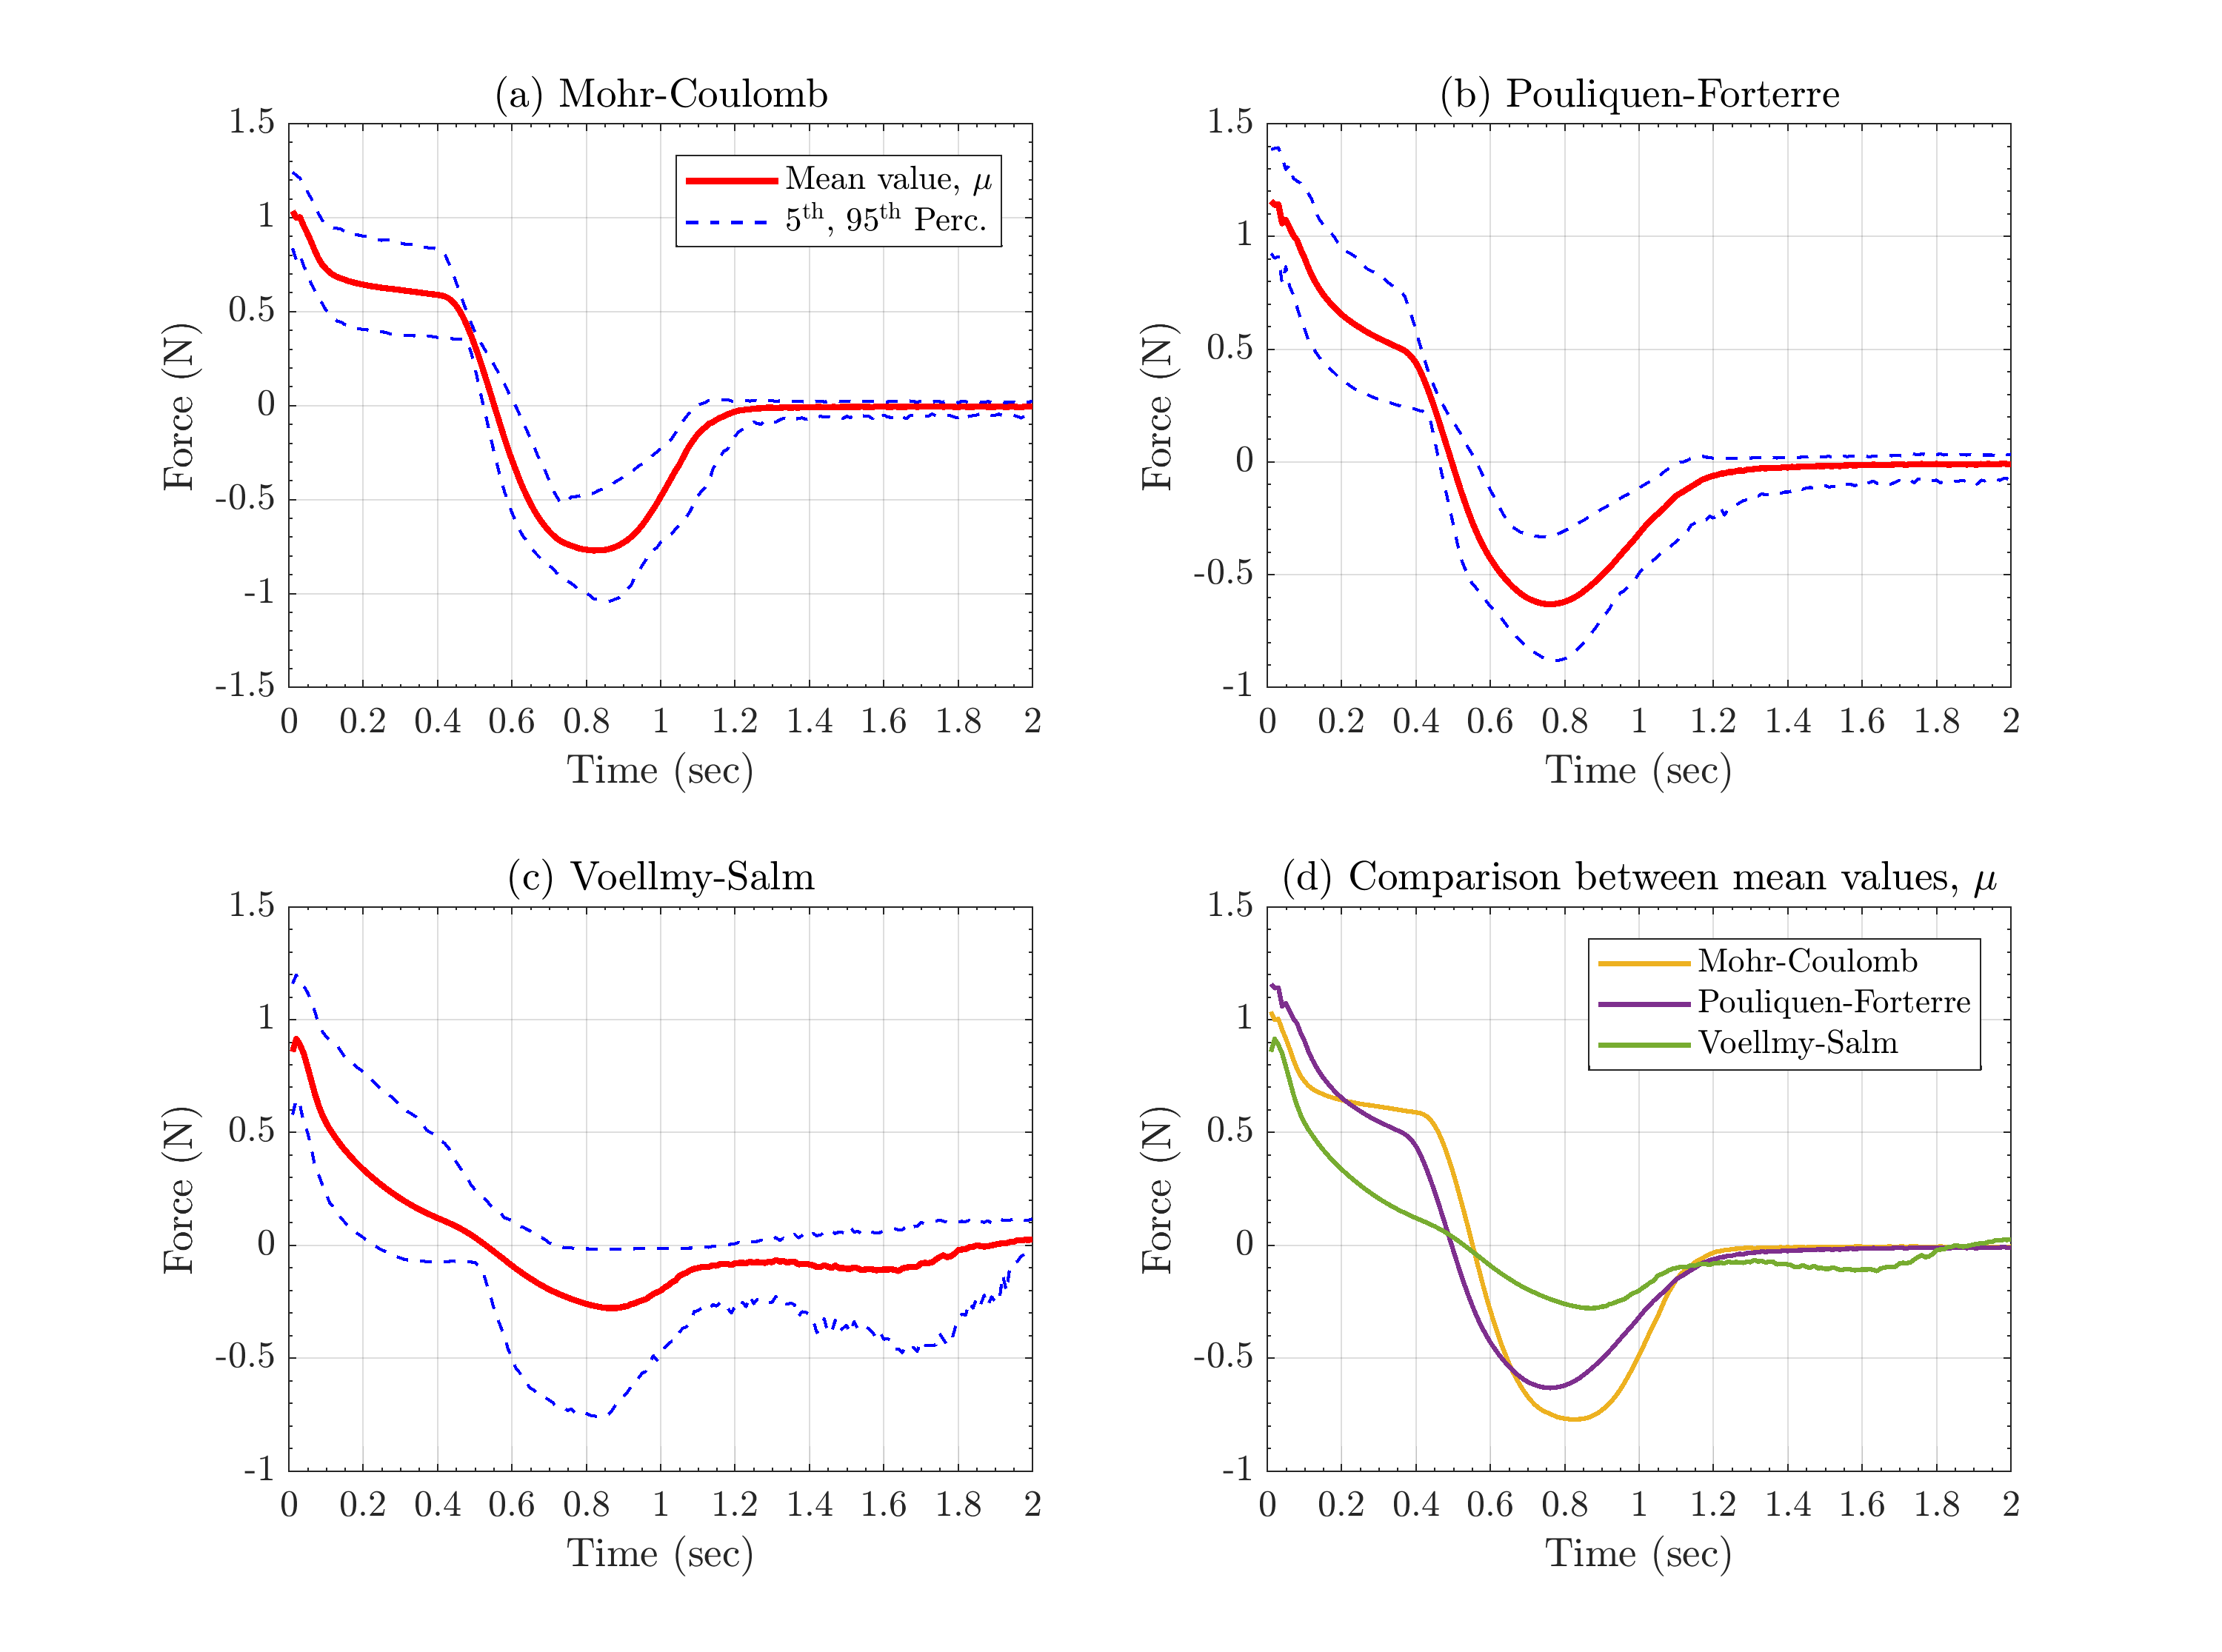 (a) Mohr-Coulomb
1.5
1
0.5
0
-0.5
-1
-1.5
Force (N)
Mean value, μ
5th, 95th Perc.
0 0.2 0.4 0.6 0.8 1 1.2 1.4 1.6 1.8 2
Time (sec)
(b) Pouliquen-Forterre
1.5
1
0.5
0
-0.5
-1
Force (N)
0 0.2 0.4 0.6 0.8 1 1.2 1.4 1.6 1.8 2
Time (sec)
(c) Voellmy-Salm
1.5
1
0.5
0
-0.5
-1
Force (N)
0 0.2 0.4 0.6 0.8 1 1.2 1.4 1.6 1.8 2
Time (sec)
(d) Comparison between mean values, μ
1.5
1
0.5
0
-0.5
-1
Force (N)
Mohr-Coulomb
Pouliquen-Forterre
Voellmy-Salm
0 0.2 0.4 0.6 0.8 1 1.2 1.4 1.6 1.8 2
Time (sec)